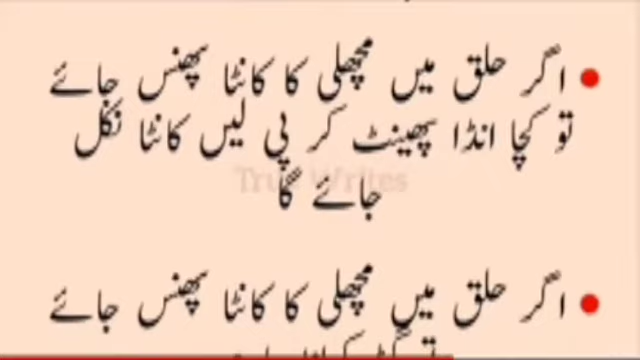 اگر حلق میں مچھلی کا کانٹا پھنس جائے
تو کچا انڈا پھینٹ کر پی لیں کانٹا نکل
جائے گا
True Writes
اگر حلق میں مچھلی کا کانٹا پھنس جائے